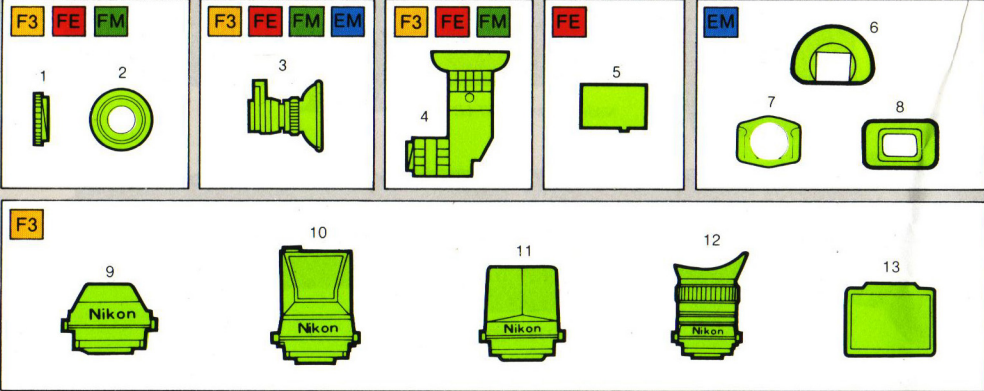 F3 FE FM
F3 FE FM EM
F3 FE FM
FE
EM
1
2
3
4
5
6
7
8
F3
9
10
11
12
13
Nikon
Nikon
Nikon
Nikon